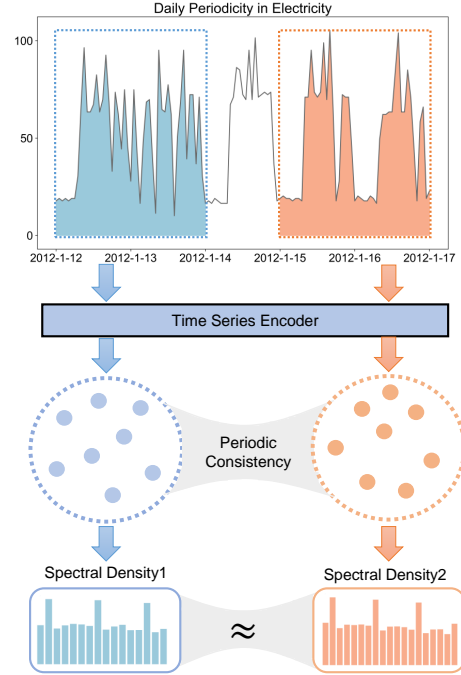 Daily Periodicity in Electricity
100
50
0
2012-1-12 2012-1-13 2012-1-14 2012-1-15 2012-1-16 2012-1-17
Time Series Encoder
Periodic
Consistency
Spectral Density1 Spectral Density2
≈